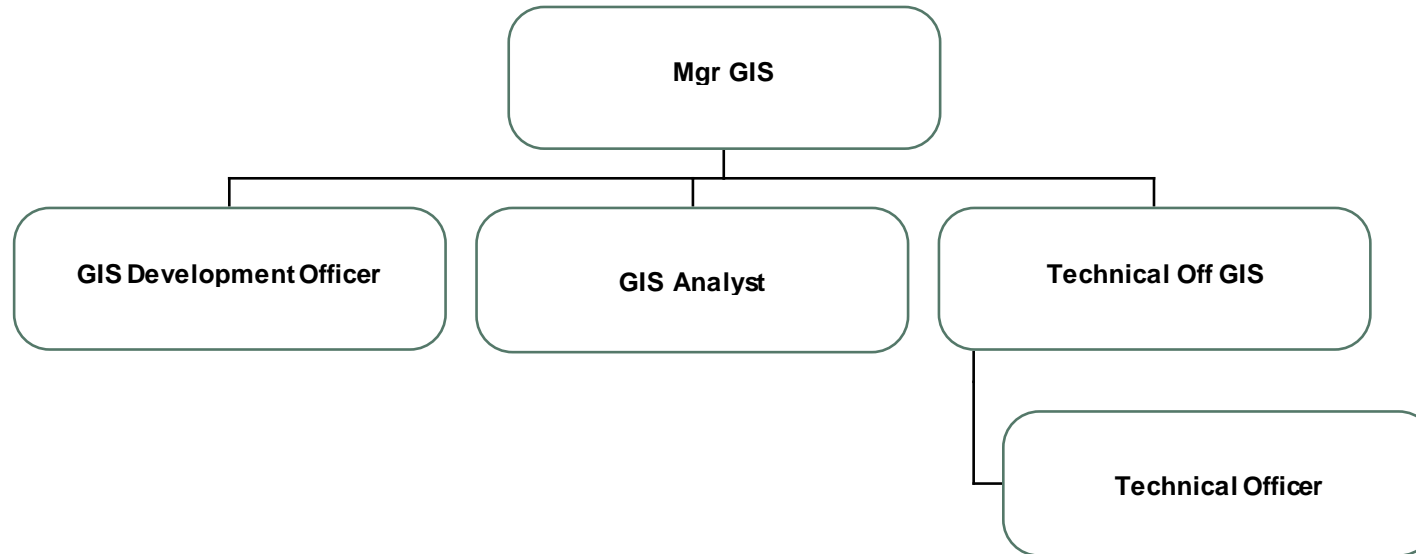 Mgr GIS
GIS Development Officer
GIS Analyst
Technical Off GIS
Technical Officer